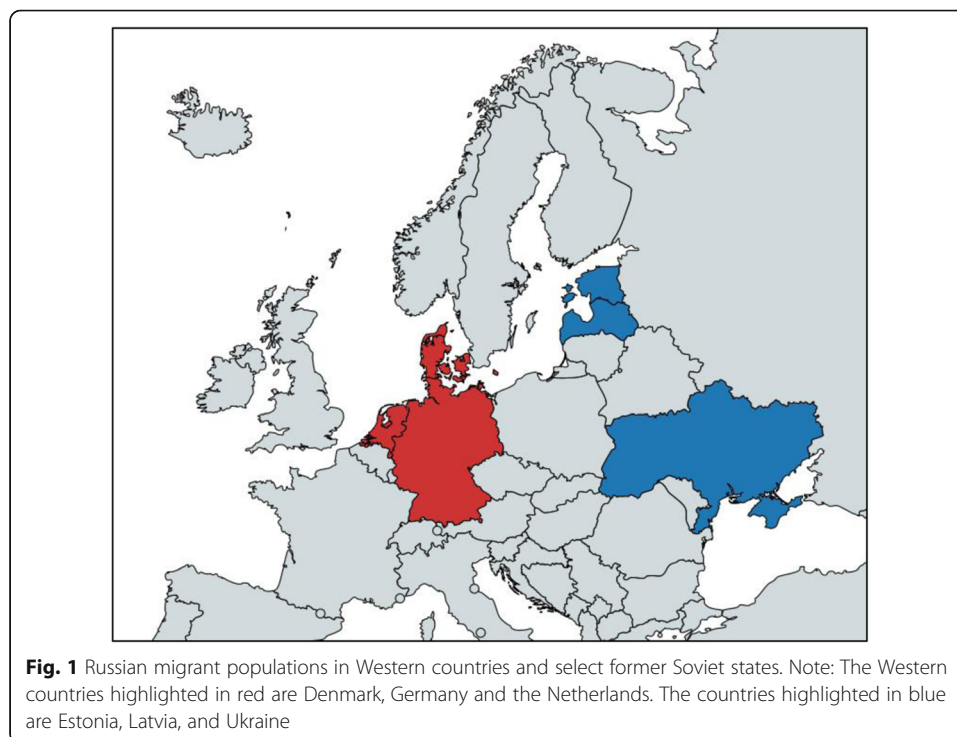 Fig. 1 Russian migrant populations in Western countries and select former Soviet states. Note: The Western
countries highlighted in red are Denmark, Germany and the Netherlands. The countries highlighted in blue
are Estonia, Latvia, and Ukraine